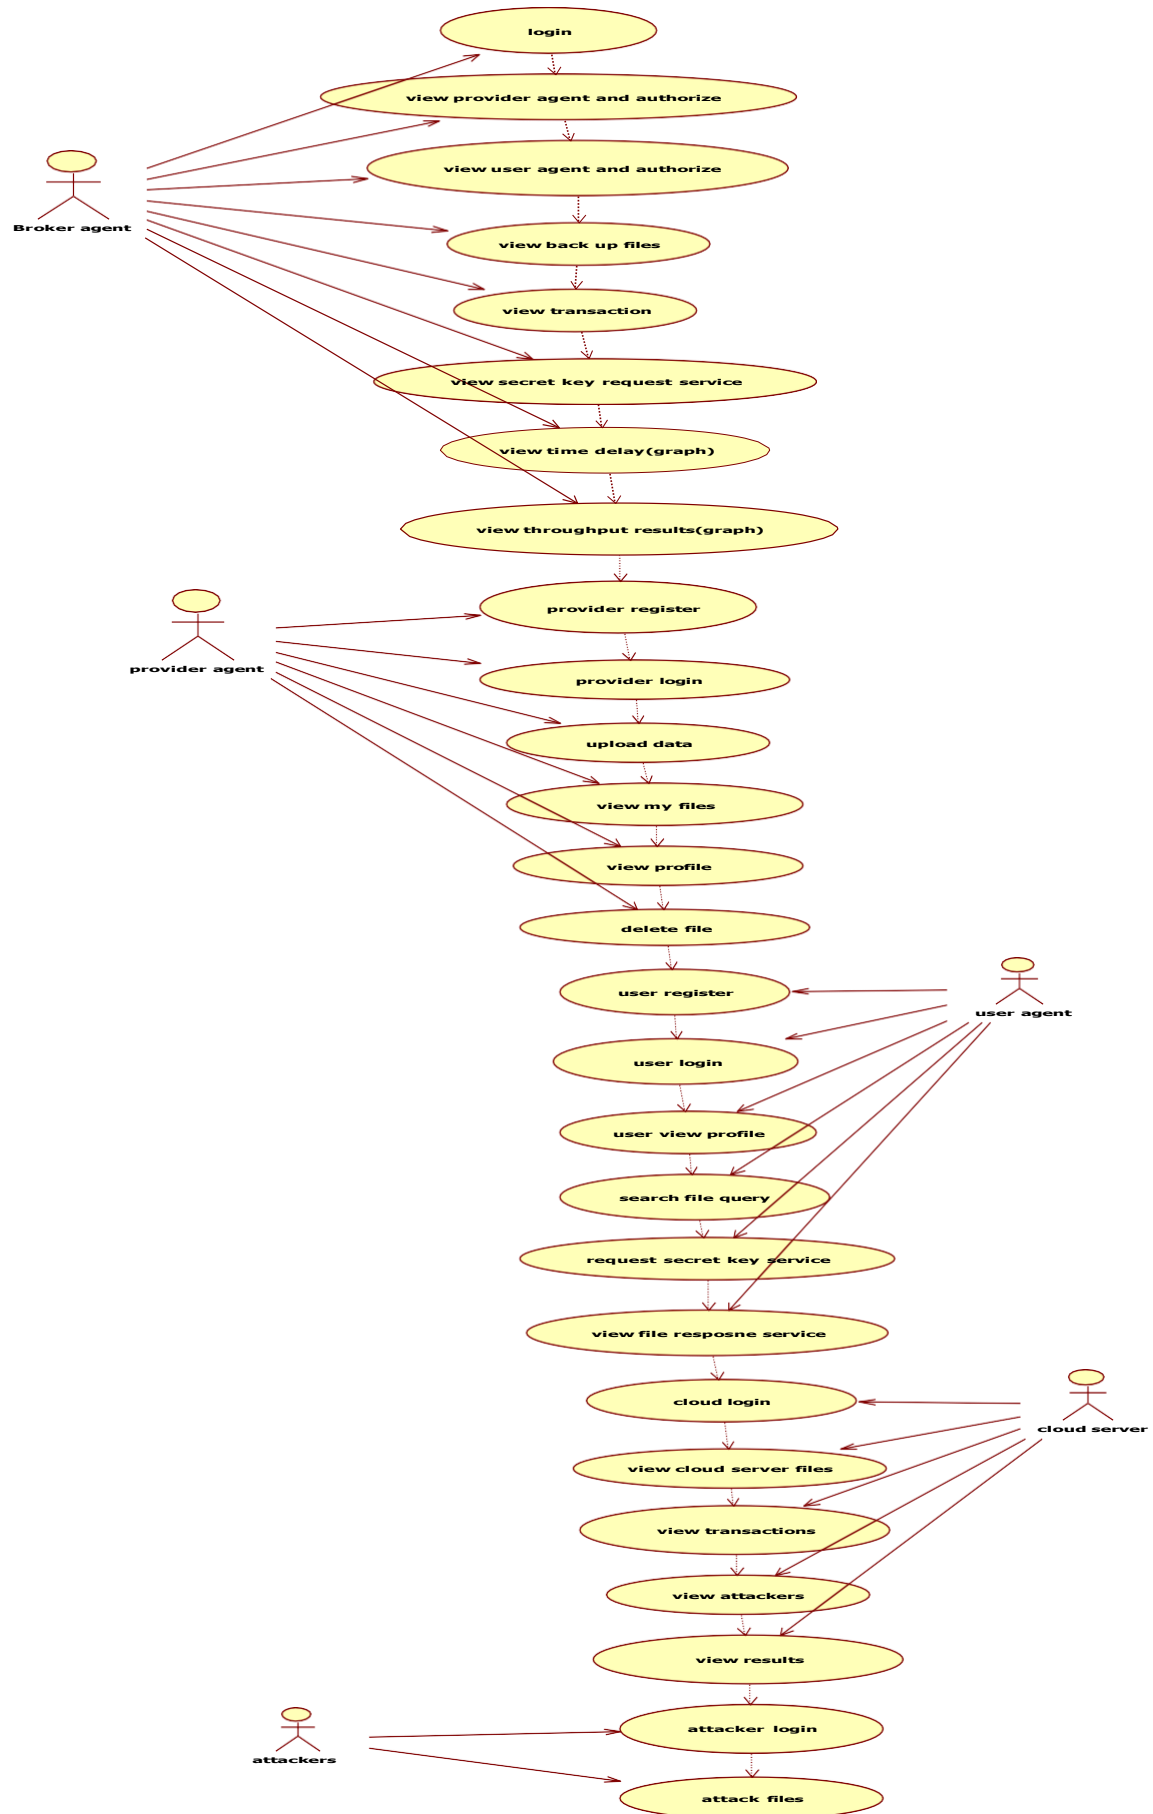 login
view provider agent and authorize
view user agent and authorize
Broker agent
view back up files
view transaction
view secret key request service
view time delay(graph)
view throughput results(graph)
provider register
provider agent
provider login
upload data
view my files
view profile
delete file
user register
user agent
user login
user view profile
search file query
request secret key service
view file resposne service
cloud login
cloud server
view cloud server files
view transactions
view attackers
view results
attacker login
attackers
attack files